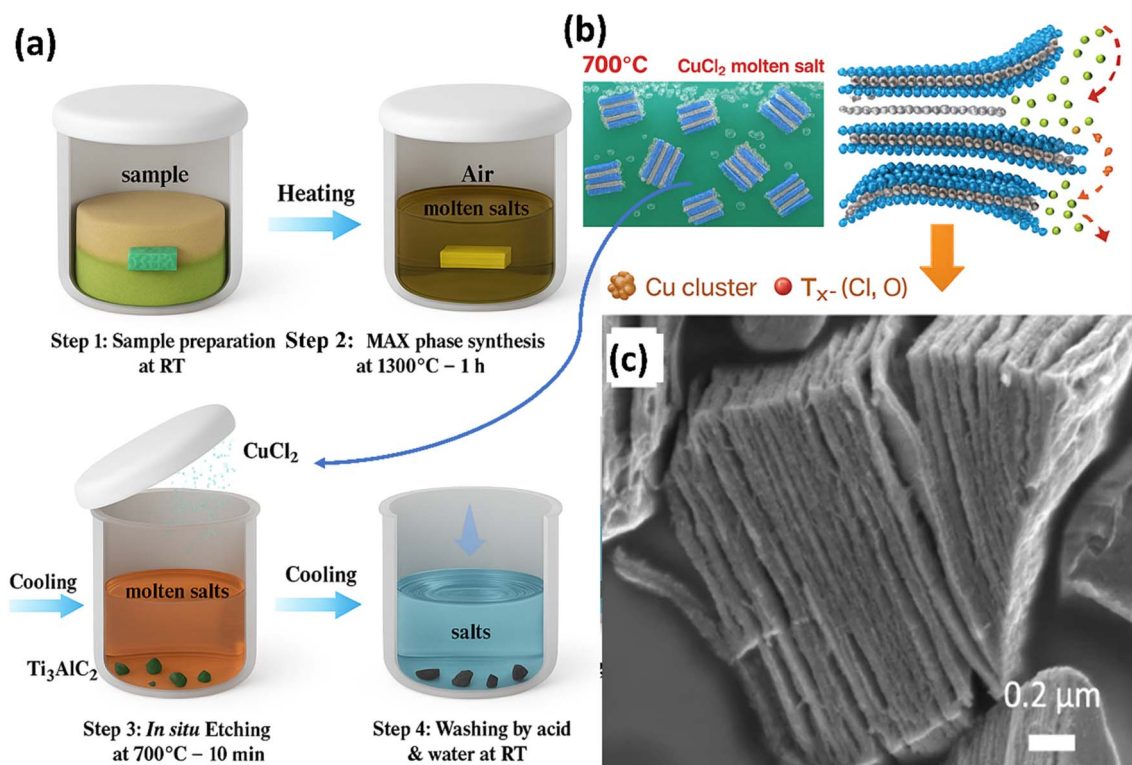 (a)
sample
Heating
Air
molten salts
Step 1: Sample preparation
at RT
Step 2: MAX phase synthesis
at 1300°C – 1 h
CuCl₂
Cooling
molten salts
Ti₃AlC₂
Cooling
salts
Step 3: In situ Etching
at 700°C – 10 min
Step 4: Washing by acid
& water at RT
(b)
700°C
CuCl₂ molten salt
Cu cluster
Tₓ- (Cl, O)
(c)
0.2 µm